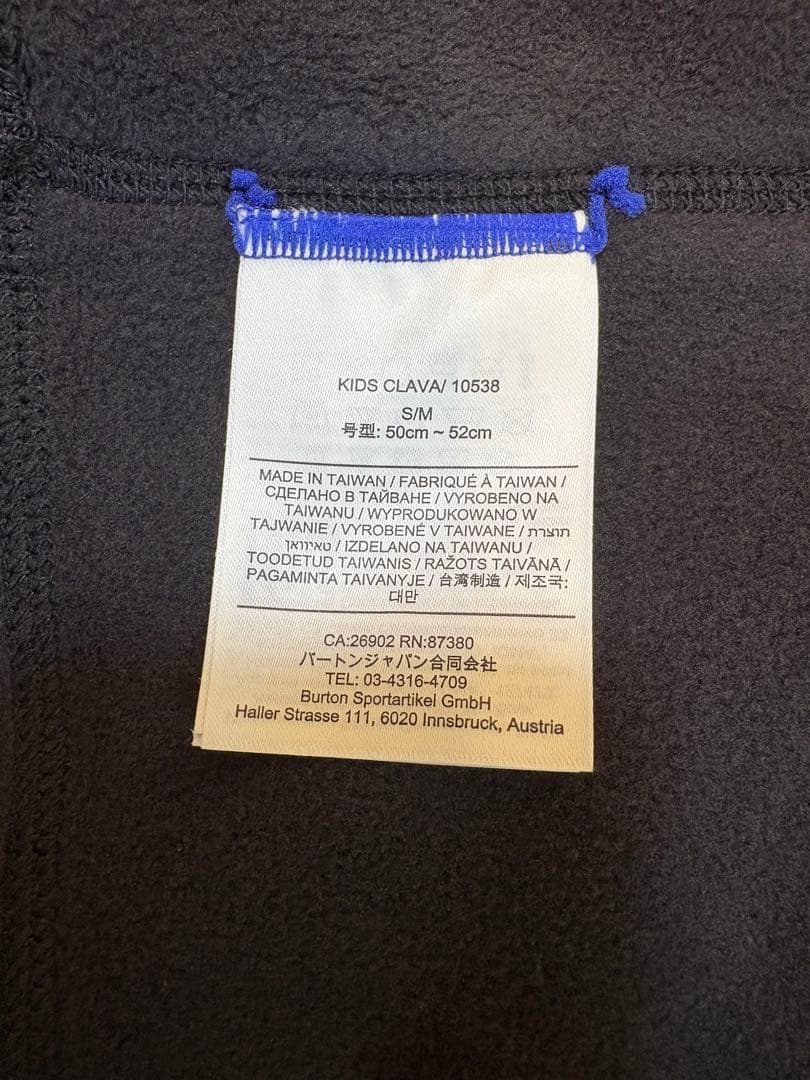 KIDS CLAVA/ 10538
S/M
号型: 50cm ~ 52cm
MADE IN TAIWAN / FABRIQUÉ À TAIWAN /
СДЕЛАНО В ТАЙВАНЕ / VYROBENO NA
TAIWANU / WYPRODUKOWANO W
TAJWANIE / VYROBENÉ V TAIWANE / תוצרת
טאיוואן / IZDELANO NA TAIWANU /
TOODETUD TAIWANIS / RAŽOTS TAIVĀNĀ /
PAGAMINTA TAIVANYJE / 台湾制造 / 제조국:
대만
CA:26902 RN:87380
バートンジャパン合同会社
TEL: 03-4316-4709
Burton Sportartikel GmbH
Haller Strasse 111, 6020 Innsbruck, Austria